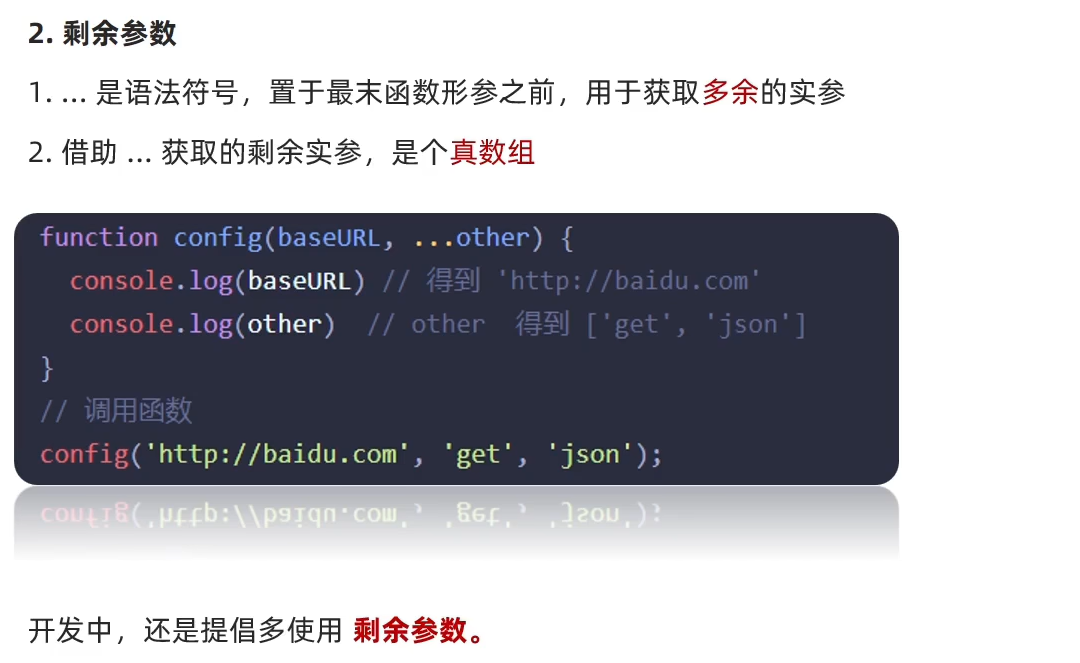 2. 剩余参数
1. ... 是语法符号，置于最末函数形参之前，用于获取多余的实参
2. 借助 ... 获取的剩余实参，是个真数组
function config(baseURL, ...other) {
  console.log(baseURL) // 得到 'http://baidu.com'
  console.log(other)  // other  得到 ['get', 'json']
}
// 调用函数
config('http://baidu.com', 'get', 'json');
开发中，还是提倡多使用 剩余参数。